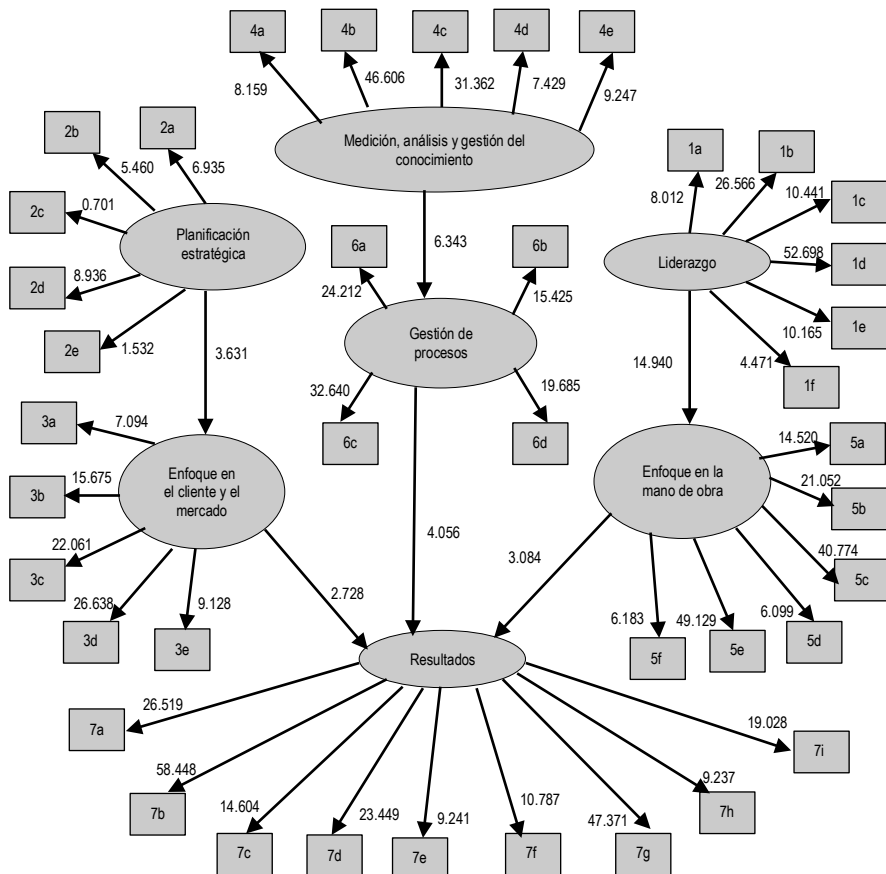 4a
4b
4c
4d
4e
8.159
46.606
31.362
7.429
9.247
Medición, análisis y gestión del
conocimiento
2b
2a
5.460
6.935
2c
0.701
Planificación
estratégica
2d
8.936
2e
1.532
3.631
6.343
1a
1b
8.012
26.566
10.441
1c
Liderazgo
52.698
1d
10.165
1e
4.471
1f
14.940
6a
6b
24.212
15.425
Gestión de
procesos
32.640
19.685
6c
6d
3a
7.094
Enfoque en
el cliente y el
mercado
3b
15.675
3c
22.061
26.638
9.128
3d
3e
2.728
4.056
3.084
Enfoque en la
mano de obra
14.520
5a
21.052
5b
40.774
5c
6.183
49.129
6.099
5f
5e
5d
Resultados
26.519
7a
58.448
7b
14.604
7c
23.449
7d
9.241
7e
10.787
7f
47.371
7g
9.237
7h
19.028
7i